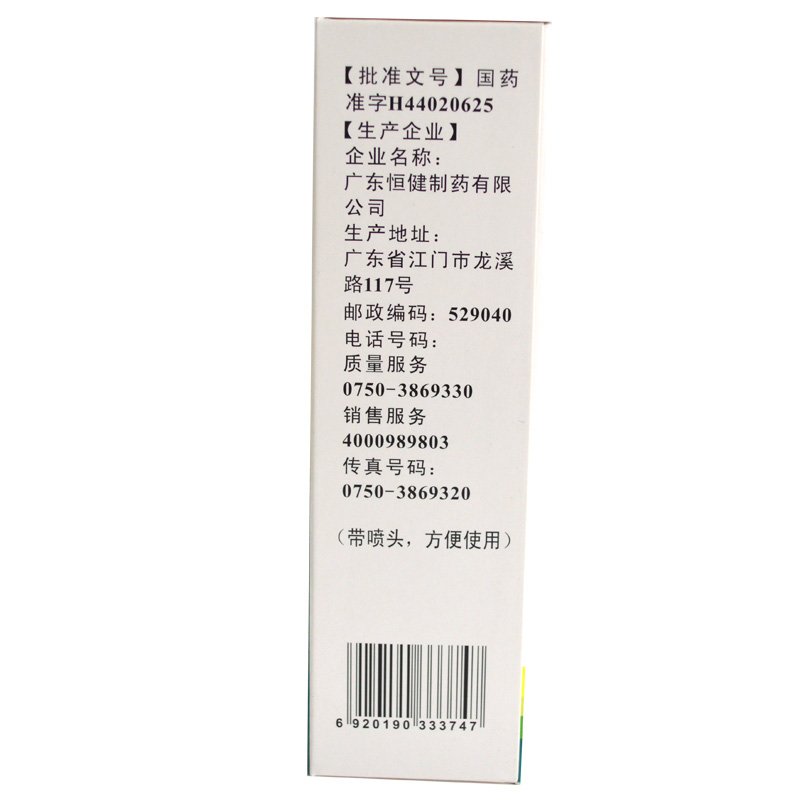 【批准文号】国药
准字H44020625
【生产企业】
企业名称：
广东恒健制药有限
公司
生产地址：
广东省江门市龙溪
路117号
邮政编码：529040
电话号码：
质量服务
0750-3869330
销售服务
4000989803
传真号码：
0750-3869320
（带喷头，方便使用）
6 920190 333747